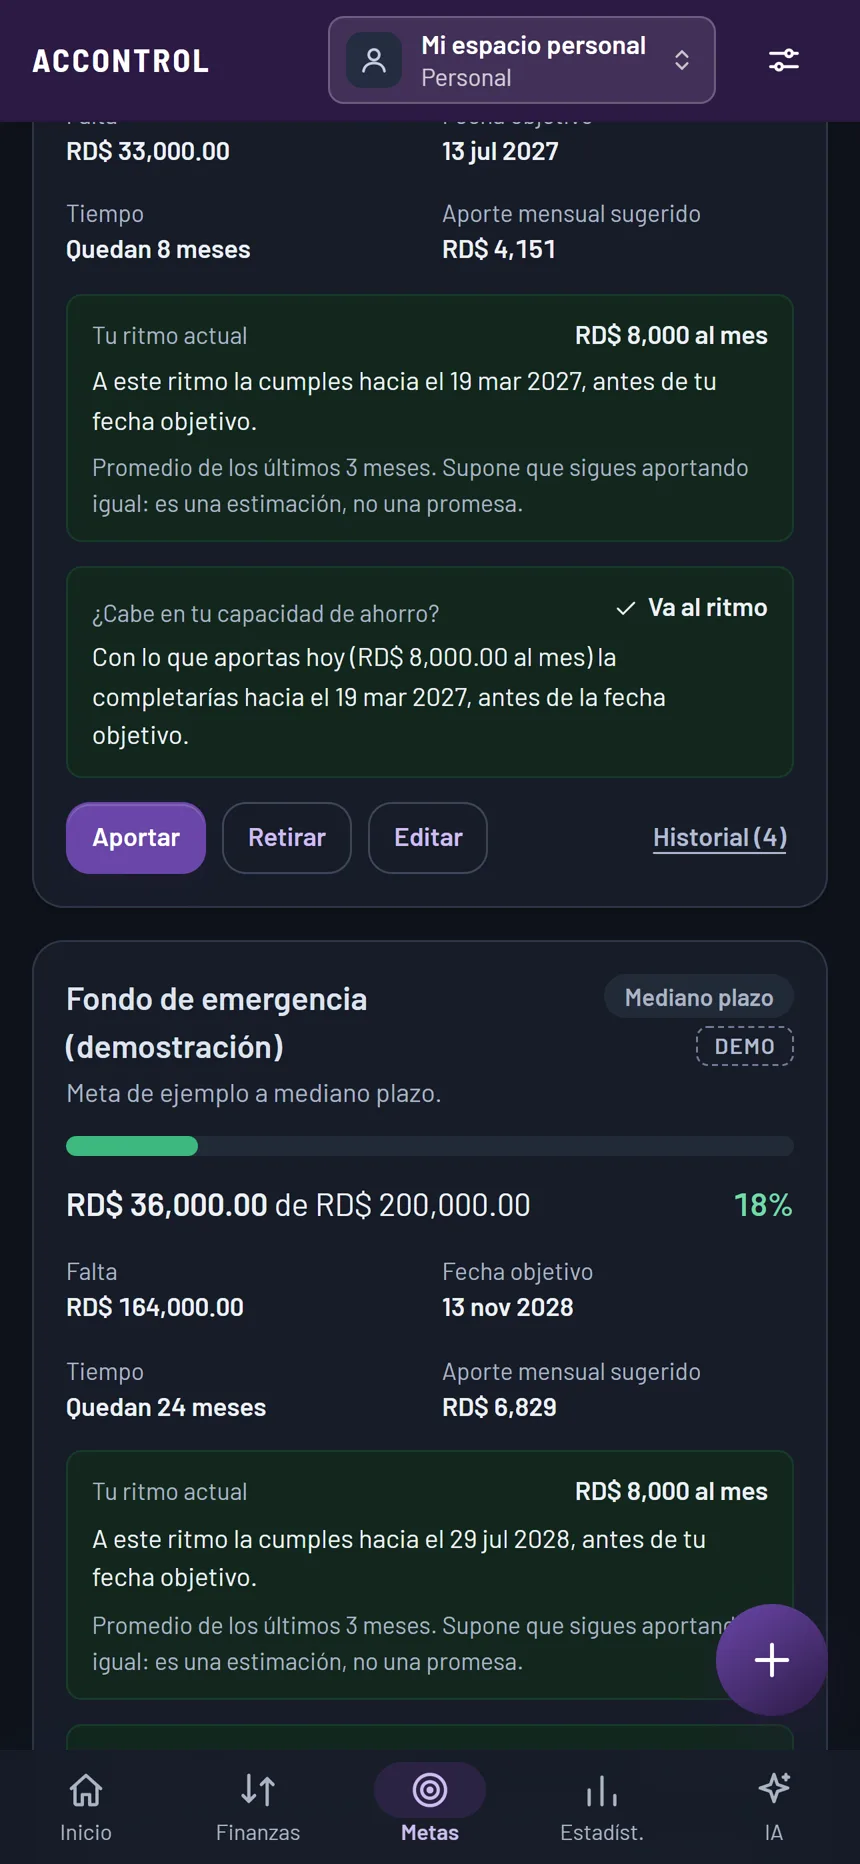 ACCONTROL
Mi espacio personal
Personal
RD$ 33,000.00
13 jul 2027
Tiempo
Aporte mensual sugerido
Quedan 8 meses
RD$ 4,151
Tu ritmo actual
RD$ 8,000 al mes
A este ritmo la cumples hacia el 19 mar 2027, antes de tu
fecha objetivo.
Promedio de los últimos 3 meses. Supone que sigues aportando
igual: es una estimación, no una promesa.
¿Cabe en tu capacidad de ahorro?
Va al ritmo
Con lo que aportas hoy (RD$ 8,000.00 al mes) la
completarías hacia el 19 mar 2027, antes de la fecha
objetivo.
Aportar
Retirar
Editar
Historial (4)
Fondo de emergencia
(demostración)
Mediano plazo
DEMO
Meta de ejemplo a mediano plazo.
RD$ 36,000.00 de RD$ 200,000.00
18%
Falta
Fecha objetivo
RD$ 164,000.00
13 nov 2028
Tiempo
Aporte mensual sugerido
Quedan 24 meses
RD$ 6,829
Tu ritmo actual
RD$ 8,000 al mes
A este ritmo la cumples hacia el 29 jul 2028, antes de tu
fecha objetivo.
Promedio de los últimos 3 meses. Supone que sigues
igual: es una estimación, no una promesa.
Inicio
Finanzas
Metas
Estadíst.
IA